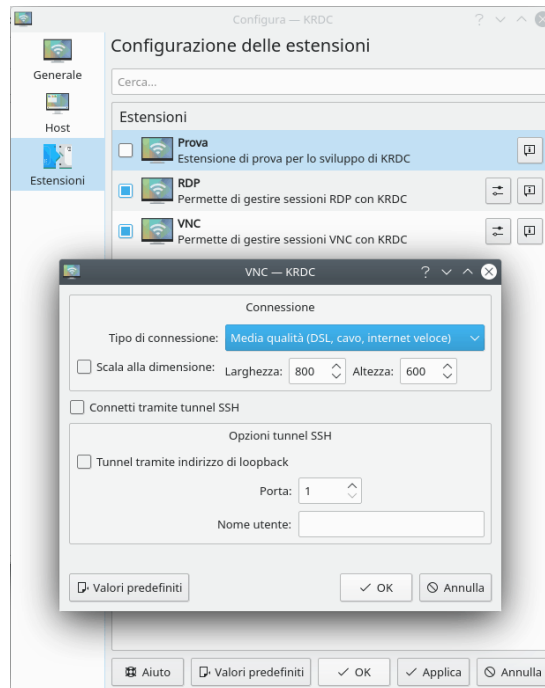 Configura — KRDC
Generale
Host
Estensioni
Configurazione delle estensioni
Cerca...
Estensioni
Prova
Estensione di prova per lo sviluppo di KRDC
RDP
Permette di gestire sessioni RDP con KRDC
VNC
Permette di gestire sessioni VNC con KRDC
VNC — KRDC
Connessione
Tipo di connessione: Media qualità (DSL, cavo, internet veloce)
Scala alla dimensione: Larghezza: 800 Altezza: 600
Connetti tramite tunnel SSH
Opzioni tunnel SSH
Tunnel tramite indirizzo di loopback
Porta: 1
Nome utente:
Valori predefiniti OK Annulla
Aiuto Valori predefiniti OK Applica Annulla